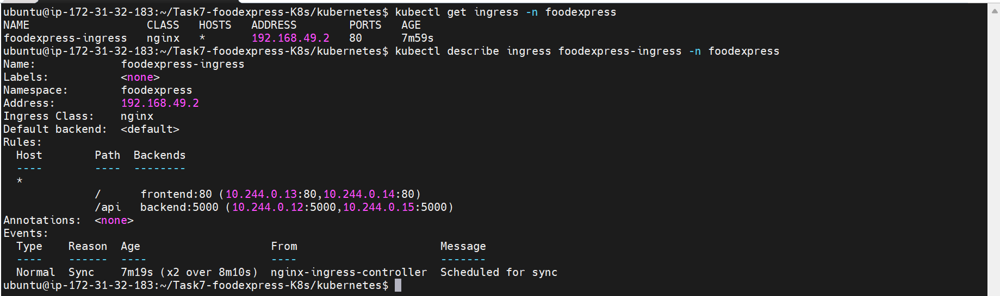 ubuntu@ip-172-31-32-183:~/Task7-foodexpress-K8s/kubernetes$ kubectl get ingress -n foodexpress
NAME                  CLASS   HOSTS   ADDRESS        PORTS   AGE
foodexpress-ingress   nginx   *       192.168.49.2   80      7m59s
ubuntu@ip-172-31-32-183:~/Task7-foodexpress-K8s/kubernetes$ kubectl describe ingress foodexpress-ingress -n foodexpress
Name:             foodexpress-ingress
Labels:           <none>
Namespace:        foodexpress
Address:          192.168.49.2
Ingress Class:    nginx
Default backend:  <default>
Rules:
  Host        Path  Backends
  ----        ----  --------
  *
              /      frontend:80 (10.244.0.13:80,10.244.0.14:80)
              /api   backend:5000 (10.244.0.12:5000,10.244.0.15:5000)
Annotations:  <none>
Events:
  Type    Reason  Age                    From                      Message
  ----    ------  ----                   ----                      -------
  Normal  Sync    7m19s (x2 over 8m10s)  nginx-ingress-controller  Scheduled for sync
ubuntu@ip-172-31-32-183:~/Task7-foodexpress-K8s/kubernetes$